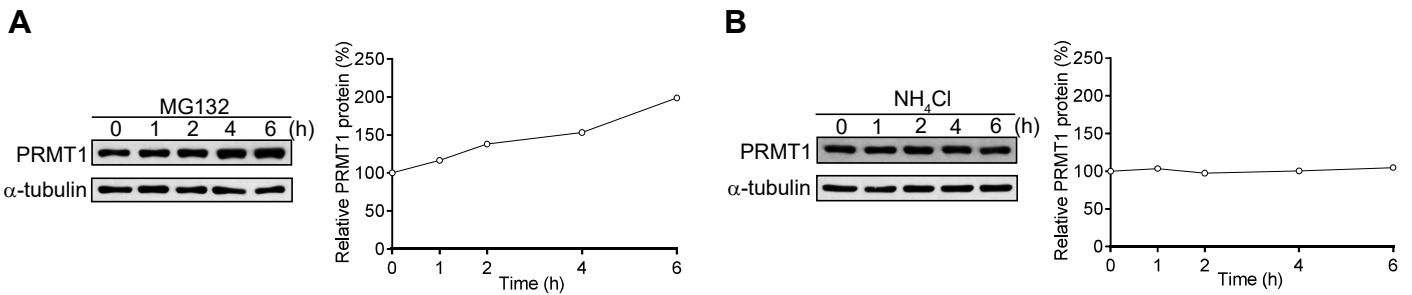 A
MG132
0 1 2 4 6 (h)
PRMT1
α-tubulin
Relative PRMT1 protein (%)
250
200
150
100
50
0
0 1 2 4 6
Time (h)
B
NH4Cl
0 1 2 4 6 (h)
PRMT1
α-tubulin
Relative PRMT1 protein (%)
250
200
150
100
50
0
0 1 2 4 6
Time (h)